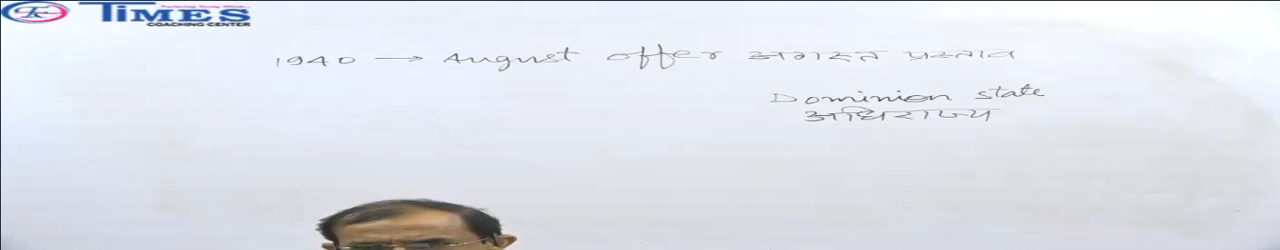 TIMES
COACHING CENTER
1940 → August offer अगस्त प्रस्ताव
Dominion state
अधिराज्य